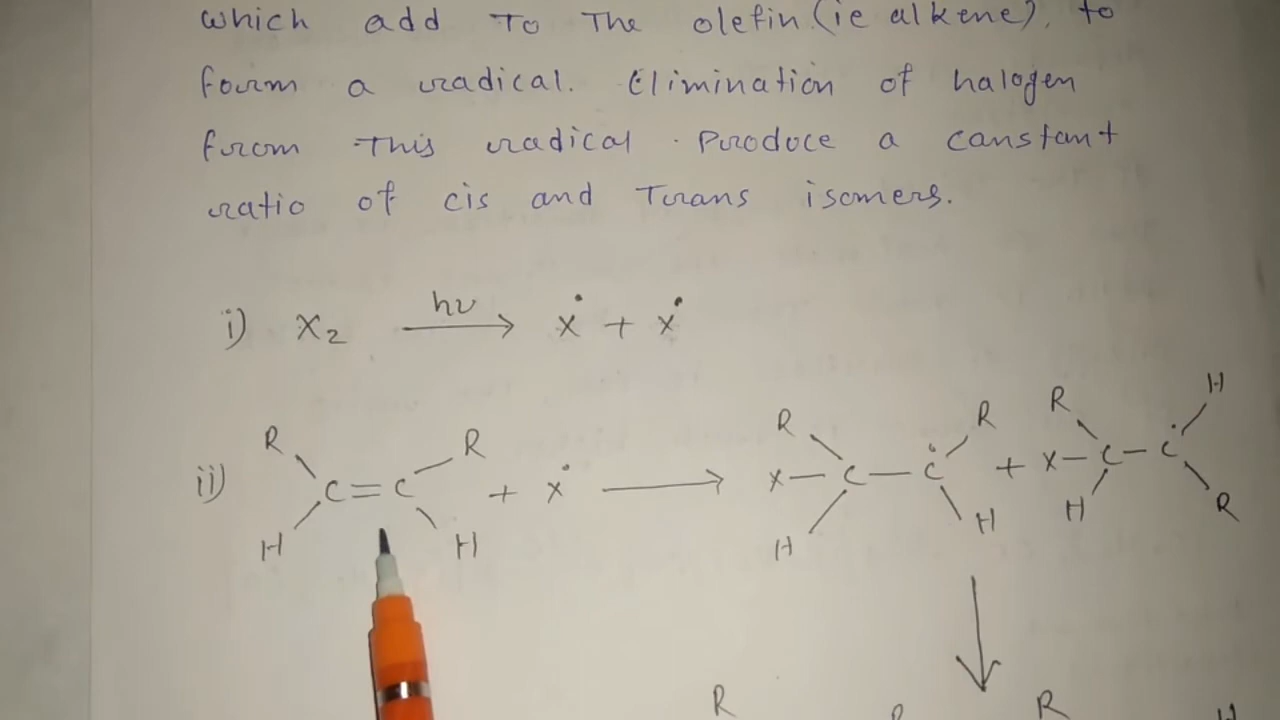 which add To The olefin (ie alkene), to
form a radical. Elimination of halogen
from This radical. Produce a canstant
ratio of cis and Trans isomers.
i) X2 hν → Ẋ + Ẋ
R R R R R H
ii) C = C + Ẋ → X — C — Ċ + X — C — Ċ
H H H H H R
R R R H